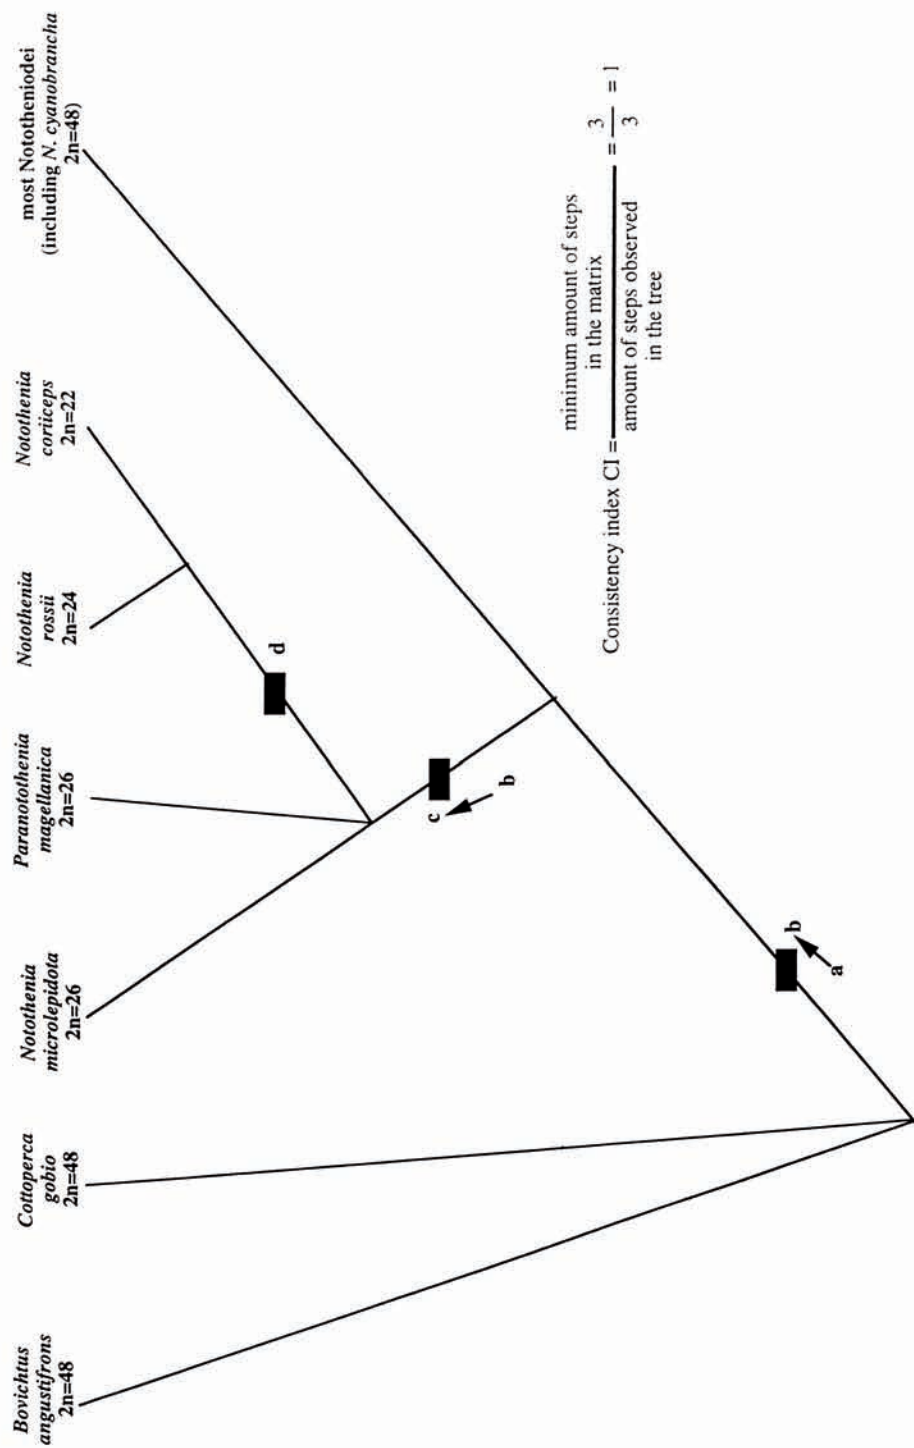 Bovichtus
angustifrons
2n=48
Cottoperca
gobio
2n=48
Notothenia
microlepidota
2n=26
Paranotothenia
magellanica
2n=26
Notothenia
rossii
2n=24
Notothenia
coriiceps
2n=22
most Nototheniodei
(including N. cyanobrancha
2n=48)
d
c
b
b
a
minimum amount of steps
in the matrix
Consistency index CI = = 3 = 1
3
amount of steps observed
in the tree